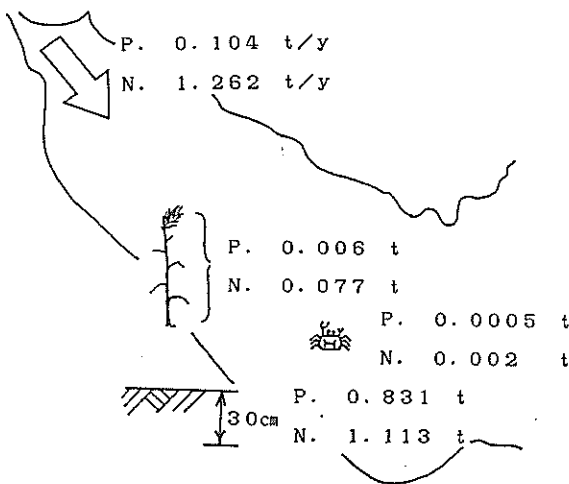 P. 0.104 t/y
N. 1.262 t/y
P. 0.006 t
N. 0.077 t
P. 0.0005 t
N. 0.002 t
P. 0.831 t
30cm
N. 1.113 t